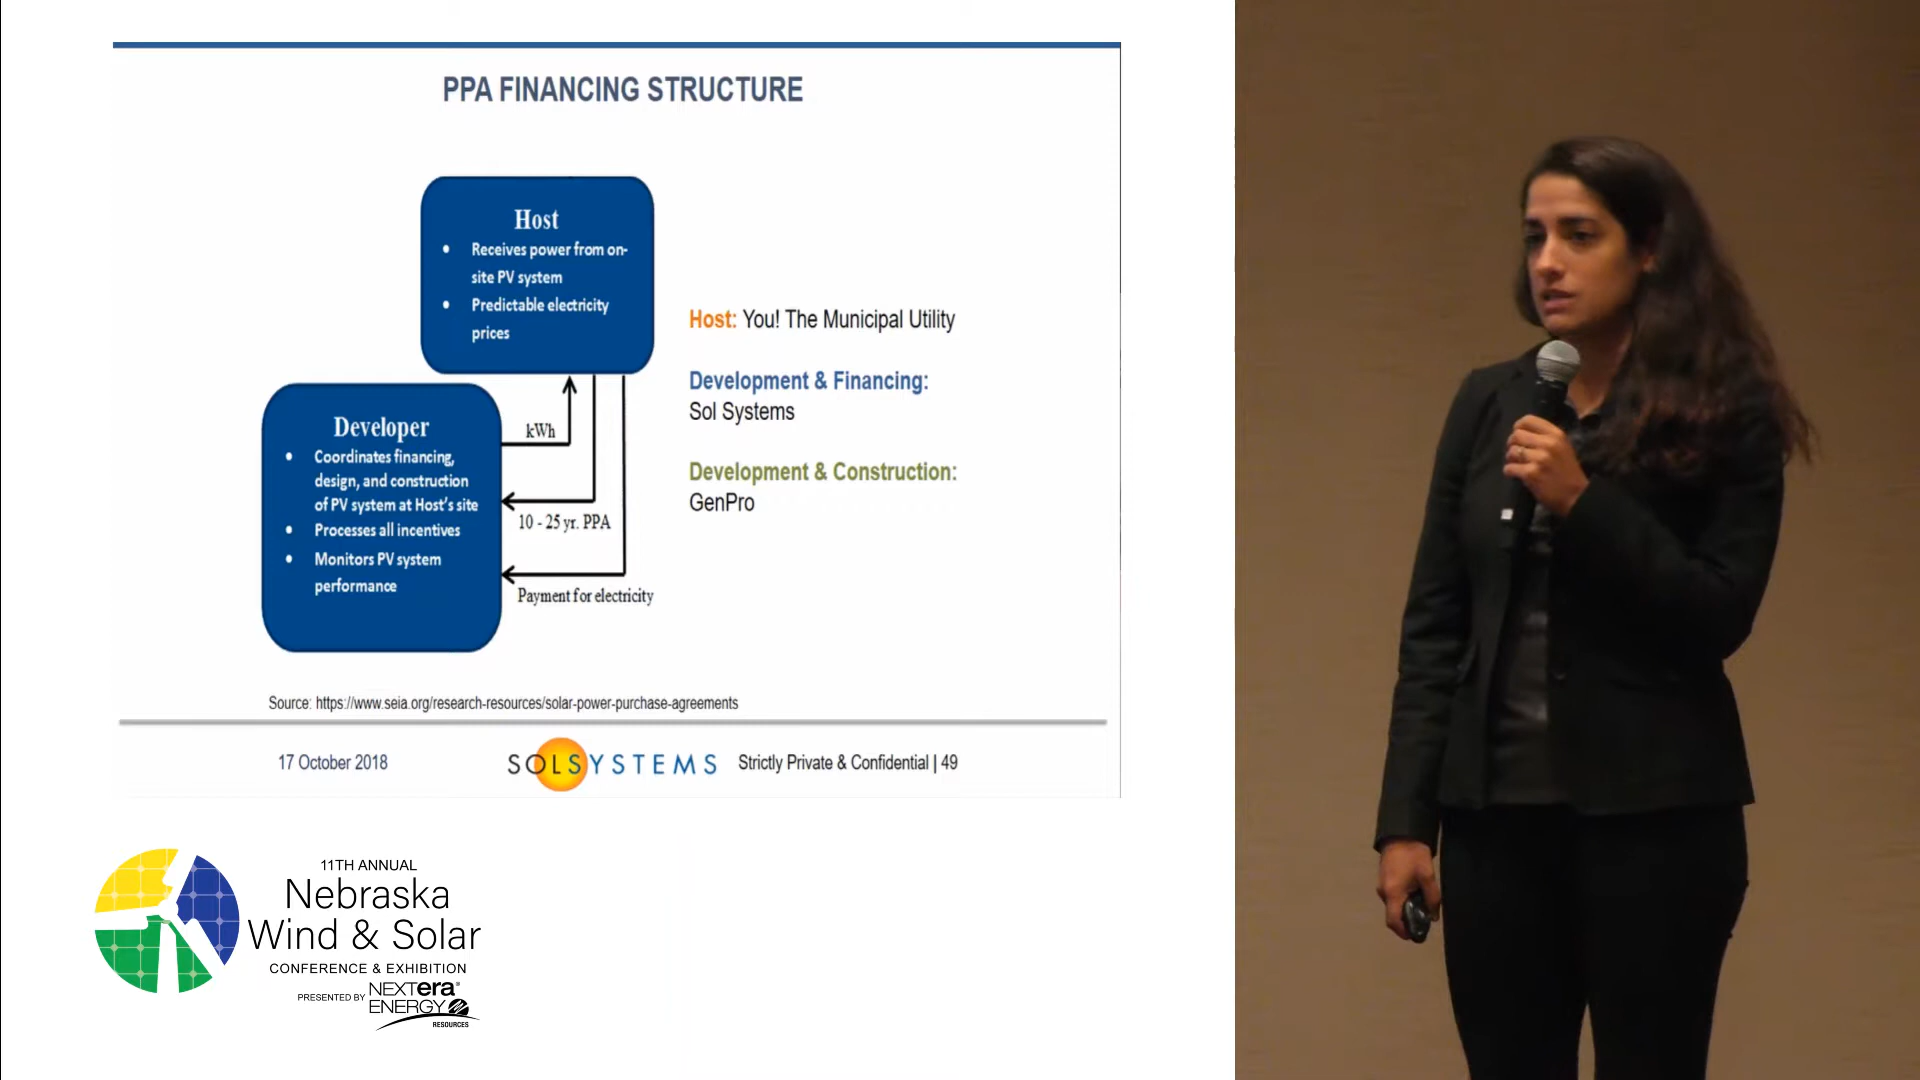 PPA FINANCING STRUCTURE
Host
• Receives power from on-
site PV system
• Predictable electricity
prices
Developer
• Coordinates financing,
design, and construction
of PV system at Host's site
• Processes all incentives
• Monitors PV system
performance
kWh
10 - 25 yr. PPA
Payment for electricity
Host: You! The Municipal Utility
Development & Financing:
Sol Systems
Development & Construction:
GenPro
Source: https://www.seia.org/research-resources/solar-power-purchase-agreements
17 October 2018
SOLSYSTEMS
Strictly Private & Confidential | 49
11TH ANNUAL
Nebraska
Wind & Solar
CONFERENCE & EXHIBITION
PRESENTED BY
NEXTera®
ENERGY
RESOURCES